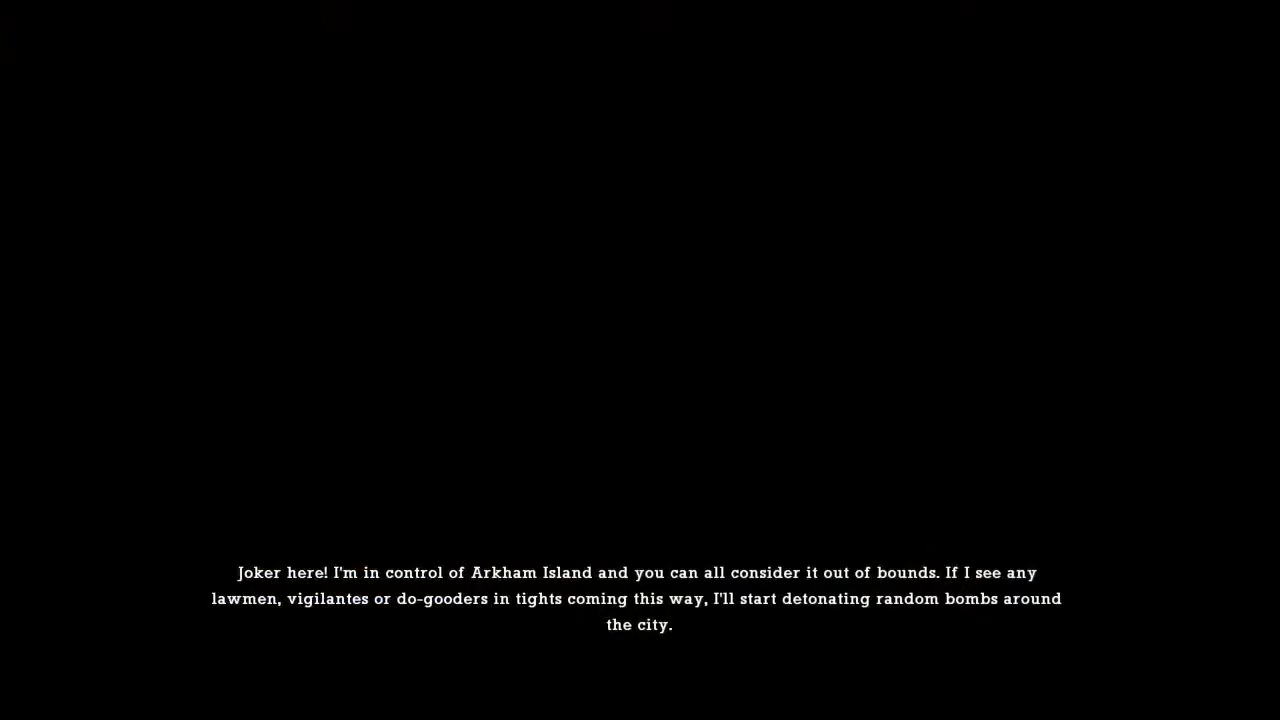 Joker here! I'm in control of Arkham Island and you can all consider it out of bounds. If I see any
lawmen, vigilantes or do-gooders in tights coming this way, I'll start detonating random bombs around
the city.